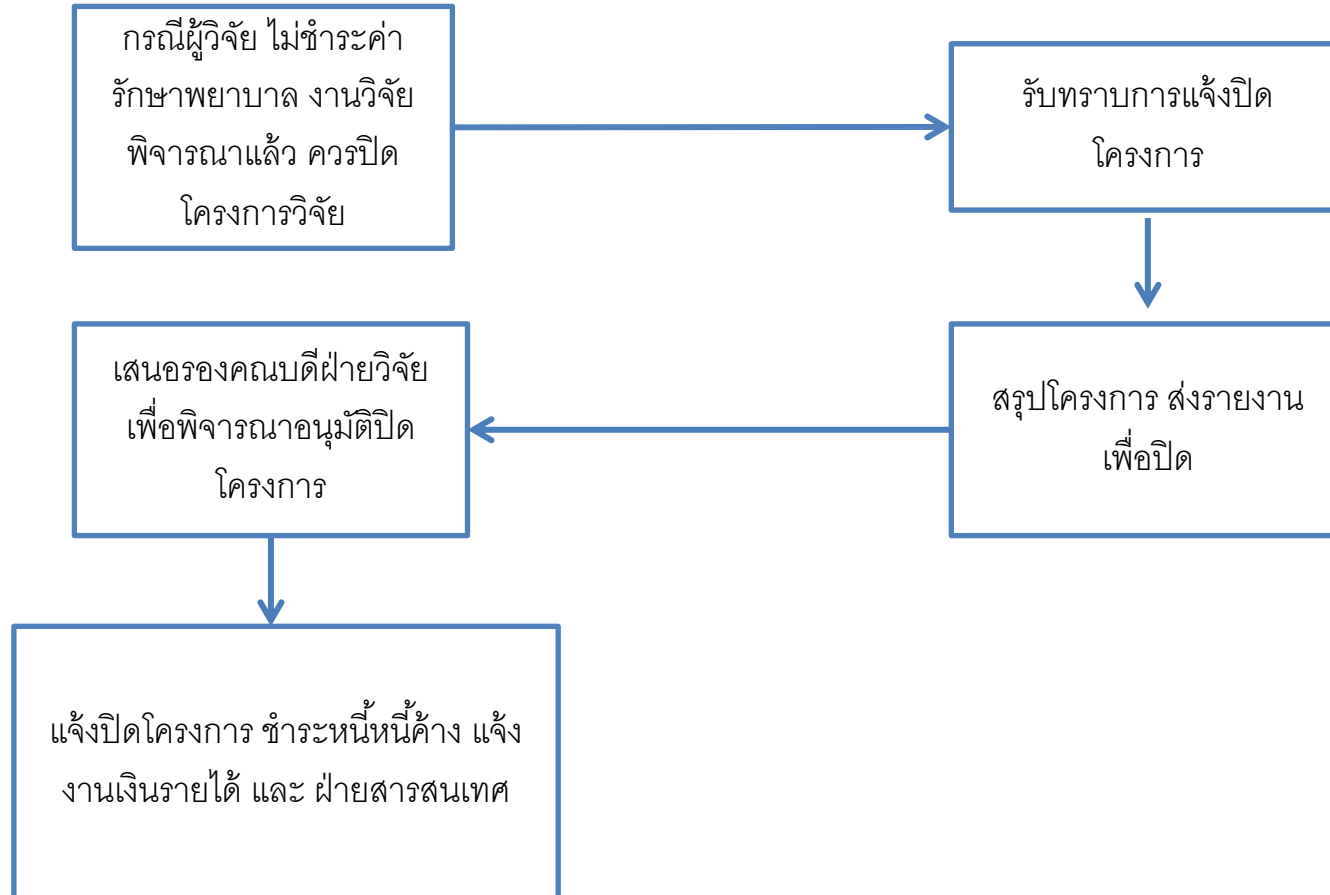 กรณีผู้วิจัย ไม่ชำระค่า
รักษาพยาบาล งานวิจัย
พิจารณาแล้ว ควรปิด
โครงการวิจัย
รับทราบการแจ้งปิด
โครงการ
สรุปโครงการ ส่งรายงาน
เพื่อปิด
เสนอรองคณบดีฝ่ายวิจัย
เพื่อพิจารณาอนุมัติปิด
โครงการ
แจ้งปิดโครงการ ชำระหนี้หนี้ค้าง แจ้ง
งานเงินรายได้ และ ฝ่ายสารสนเทศ